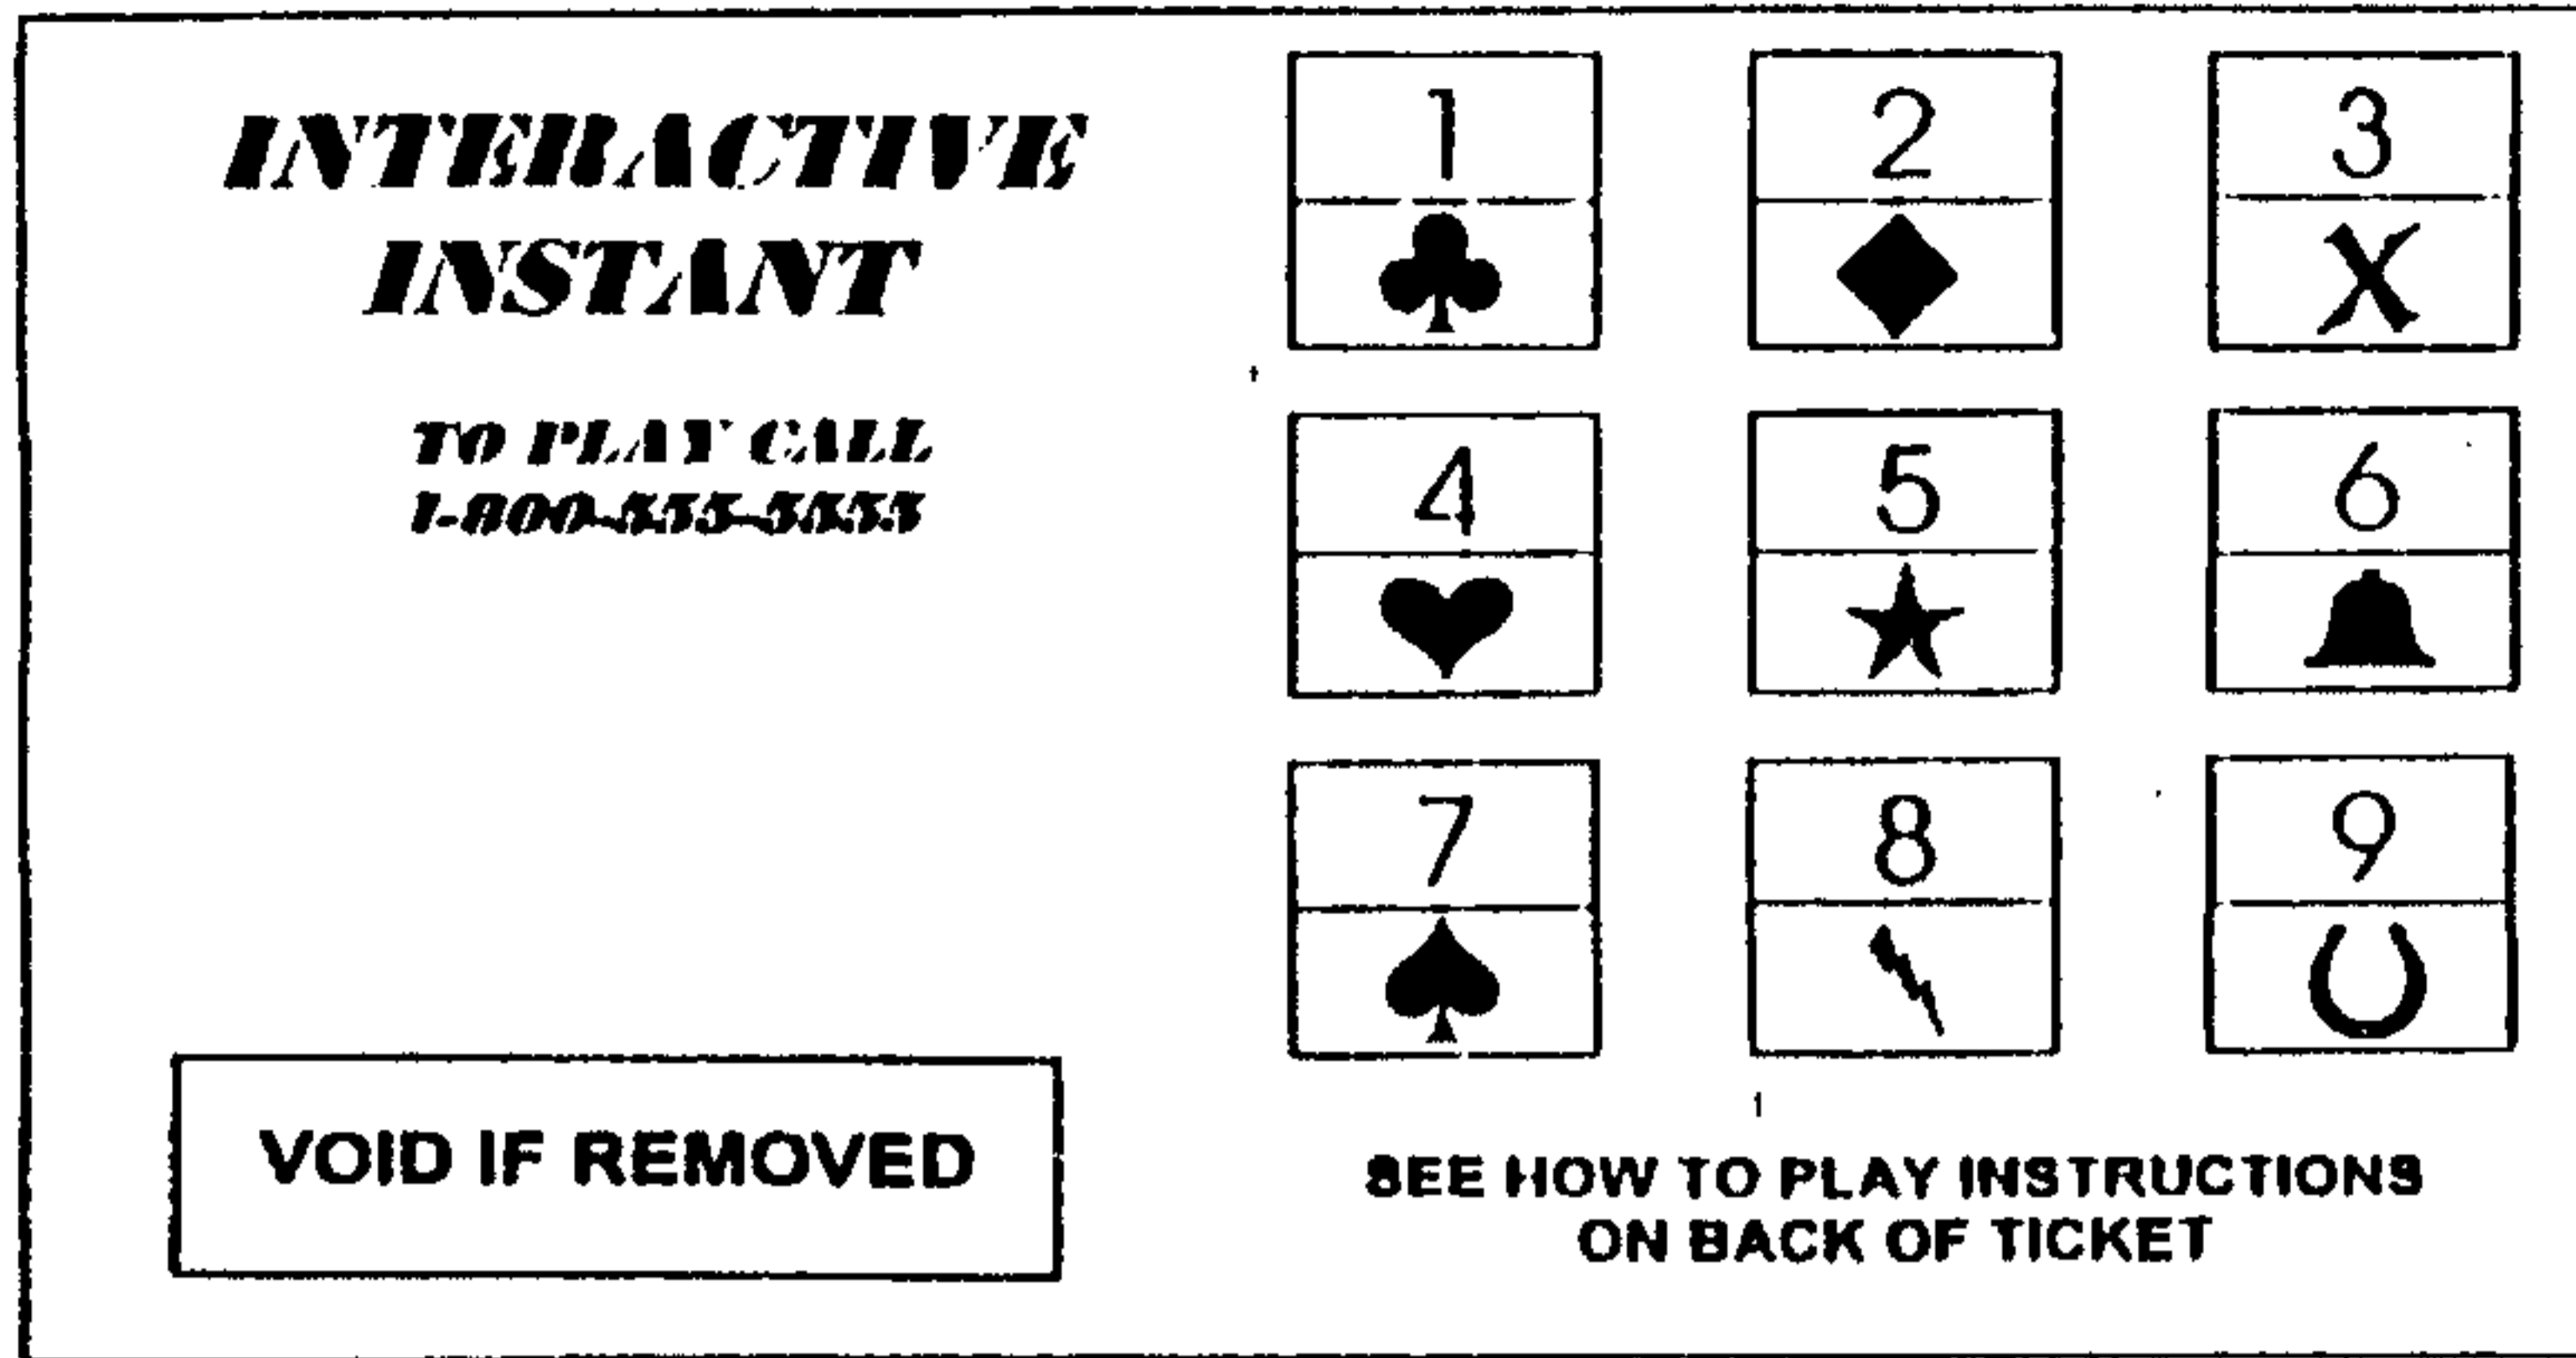 INTERACTIVE
INSTANT
TO PLAY CALL
1-800-555-5555
VOID IF REMOVED
1 2 3
4 5 6
7 8 9
SEE HOW TO PLAY INSTRUCTIONS
ON BACK OF TICKET